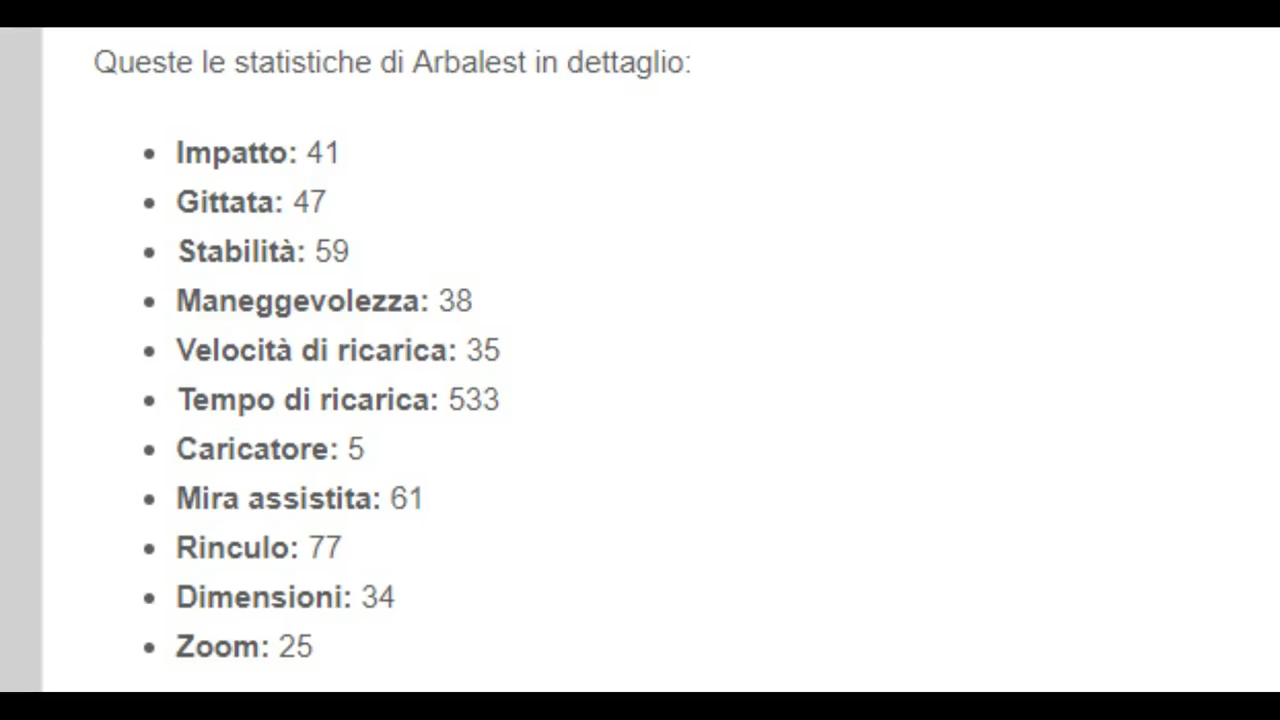 Queste le statistiche di Arbalest in dettaglio:
Impatto: 41
Gittata: 47
Stabilità: 59
Maneggevolezza: 38
Velocità di ricarica: 35
Tempo di ricarica: 533
Caricatore: 5
Mira assistita: 61
Rinculo: 77
Dimensioni: 34
Zoom: 25